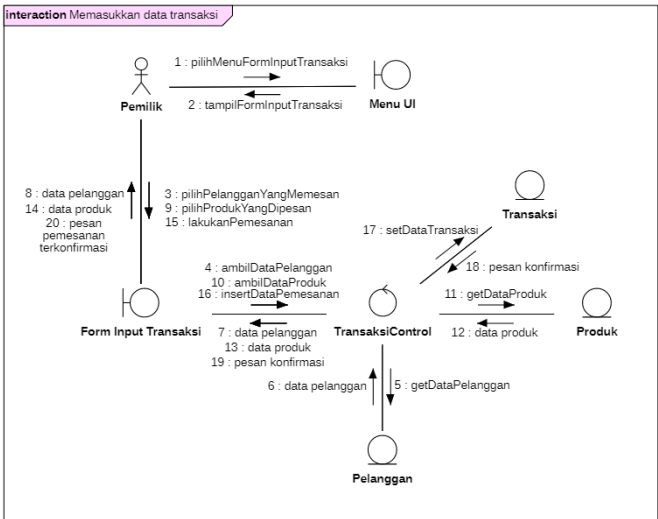 interaction Memasukkan data transaksi
1 : pilihMenuFormInputTransaksi
2 : tampilFormInputTransaksi
Pemilik
Menu UI
8 : data pelanggan
14 : data produk
20 : pesan
pemesanan
terkonfirmasi
3 : pilihPelangganYangMemesan
9 : pilihProdukYangDipesan
15 : lakukanPemesanan
Transaksi
17 : setDataTransaksi
18 : pesan konfirmasi
4 : ambilDataPelanggan
10 : ambilDataProduk
16 : insertDataPemesanan
11 : getDataProduk
Form Input Transaksi
TransaksiControl
Produk
7 : data pelanggan
13 : data produk
19 : pesan konfirmasi
12 : data produk
6 : data pelanggan
5 : getDataPelanggan
Pelanggan